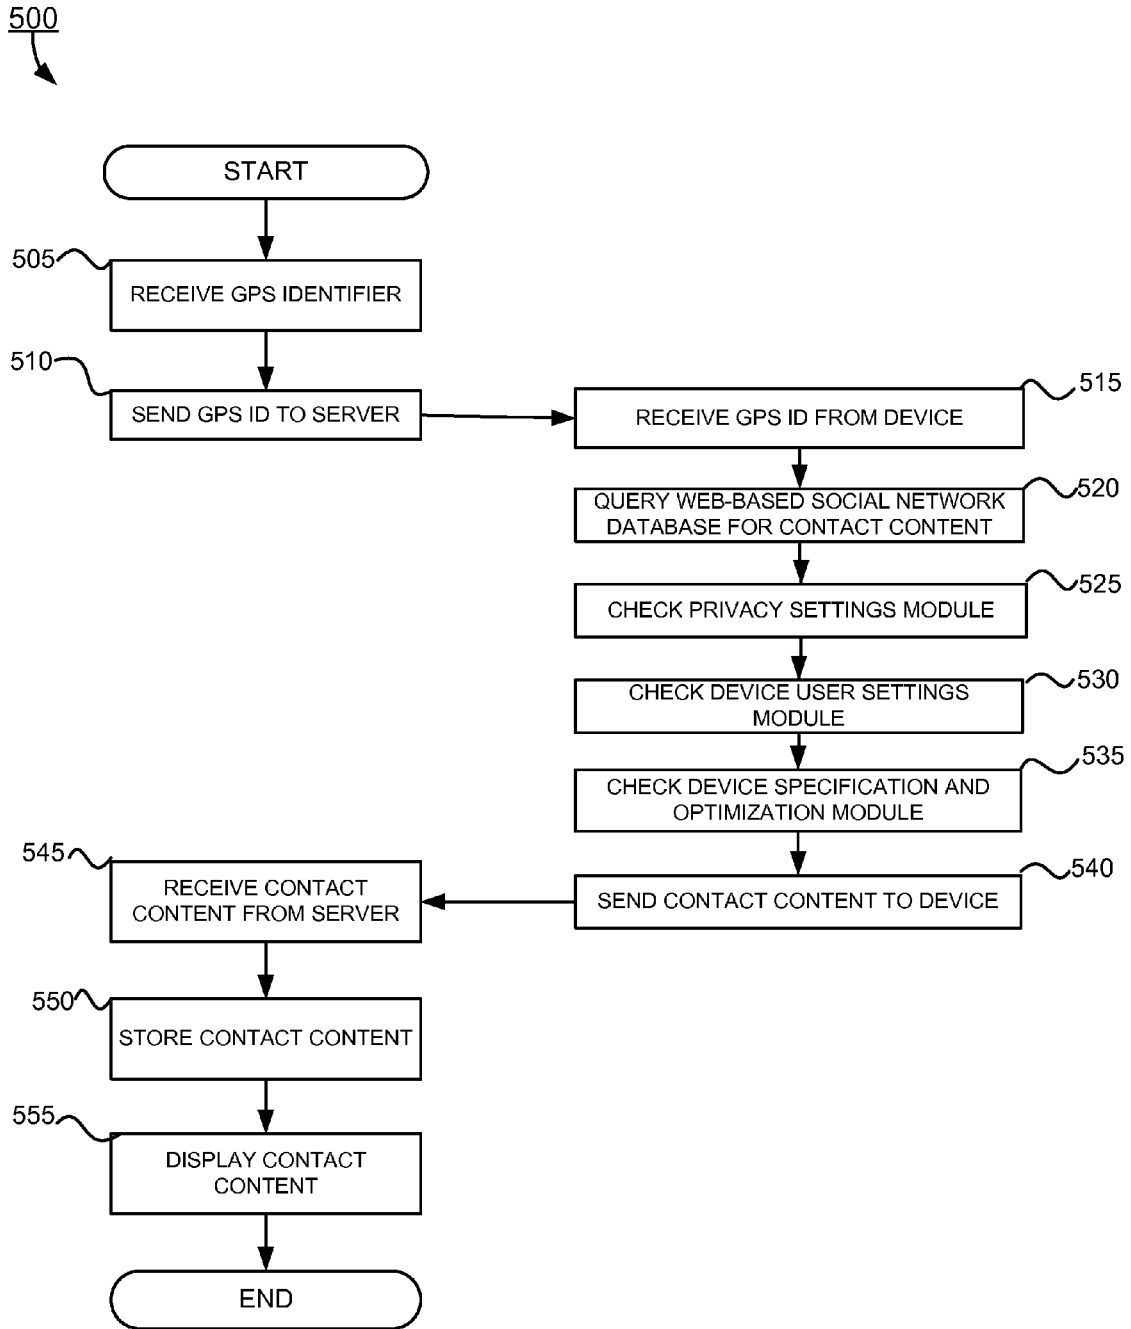 500
START
505
RECEIVE GPS IDENTIFIER
510
SEND GPS ID TO SERVER
515
RECEIVE GPS ID FROM DEVICE
520
QUERY WEB-BASED SOCIAL NETWORK
DATABASE FOR CONTACT CONTENT
525
CHECK PRIVACY SETTINGS MODULE
530
CHECK DEVICE USER SETTINGS
MODULE
535
CHECK DEVICE SPECIFICATION AND
OPTIMIZATION MODULE
540
SEND CONTACT CONTENT TO DEVICE
545
RECEIVE CONTACT
CONTENT FROM SERVER
550
STORE CONTACT CONTENT
555
DISPLAY CONTACT
CONTENT
END